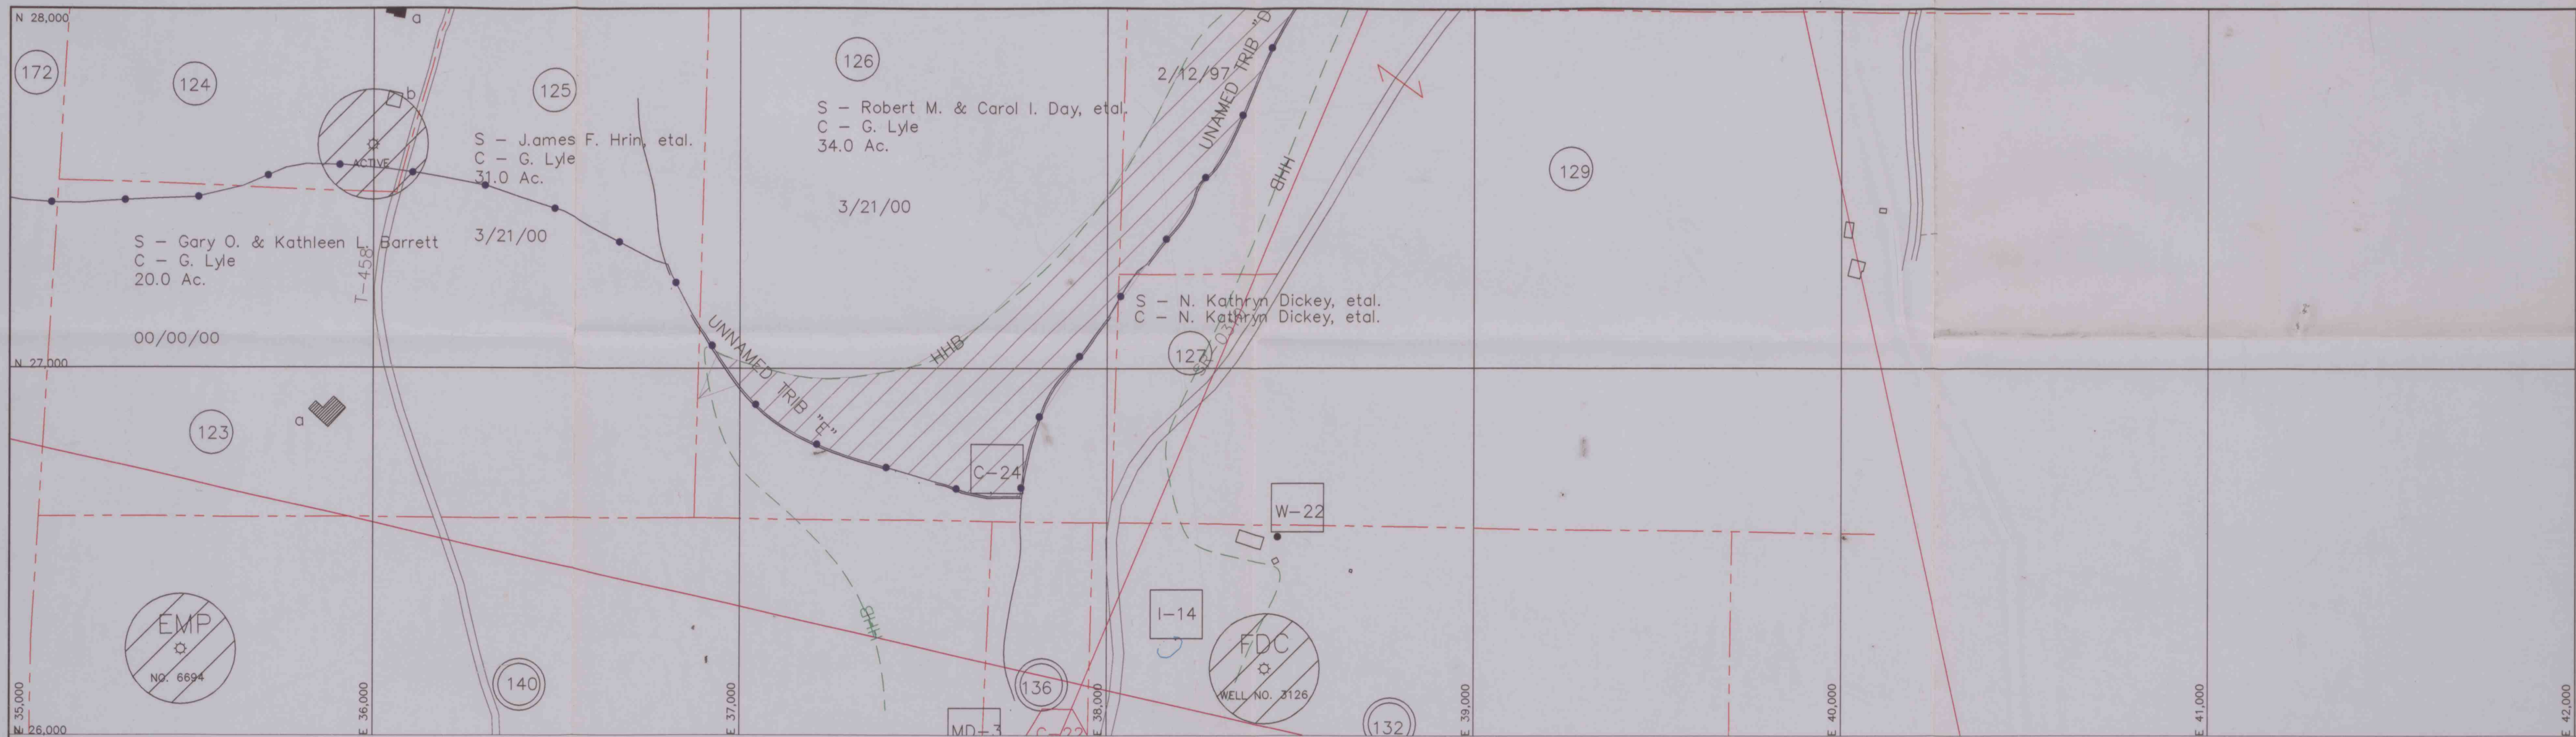 N 28,000
a
172
124
b
125
126
2/12/97
UNAMED TRIB "D
S – Robert M. & Carol I. Day, etal.
C – G. Lyle
34.0 Ac.
3/21/00
ACTIVE
S – J.ames F. Hrin, etal.
C – G. Lyle
31.0 Ac.
3/21/00
HHB
129
S – Gary O. & Kathleen L. Barrett
C – G. Lyle
20.0 Ac.
00/00/00
T-458
S – N. Kathryn Dickey, etal.
C – N. Kathryn Dickey, etal.
127
UNNAMED TRIB "E"
HHB
N 27,000
a
123
C-24
W-22
I-14
EMP
NO. 6694
HHB
FDC
WELL NO. 3126
140
136
132
MD-3
C-22
N 26,000
E 35,000
E 36,000
E 37,000
E 38,000
E 39,000
E 40,000
E 41,000
E 42,000